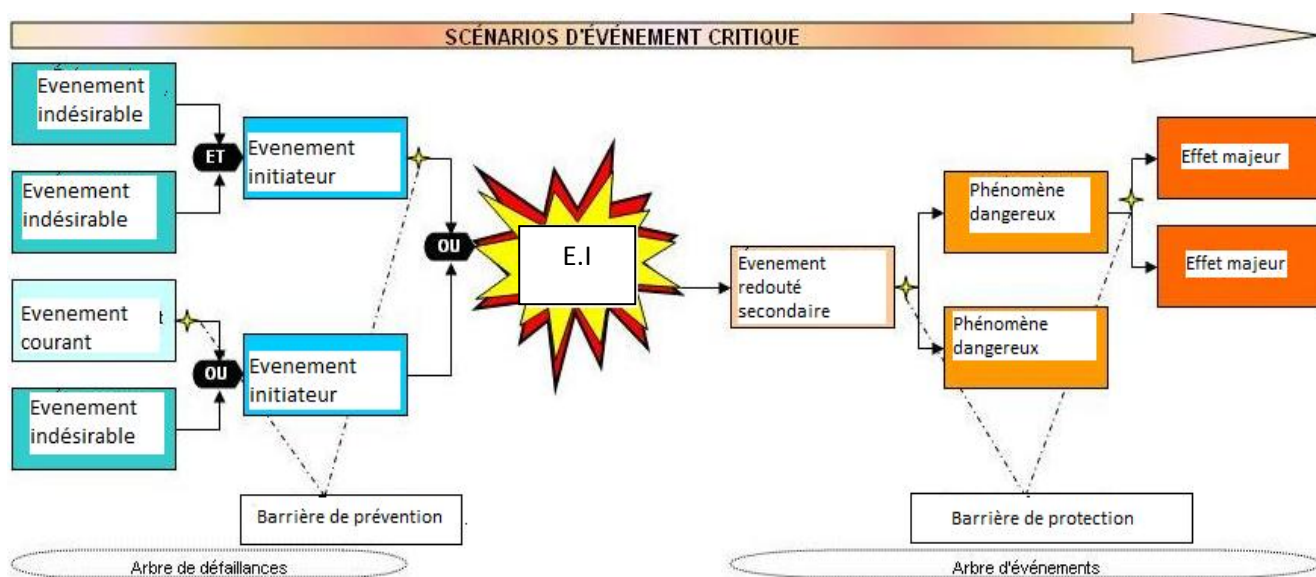 SCÉNARIOS D'ÉVÉNEMENT CRITIQUE
Evenement
indésirable
ET
Evenement
initiateur
Evenement
indésirable
Evenement
courant
OU
Evenement
initiateur
Evenement
indésirable
OU
E.I
Évenement
redouté
secondaire
Phénomène
dangereux
Phénomène
dangereux
Effet majeur
Effet majeur
Barrière de prévention
Barrière de protection
Arbre de défaillances
Arbre d'événements